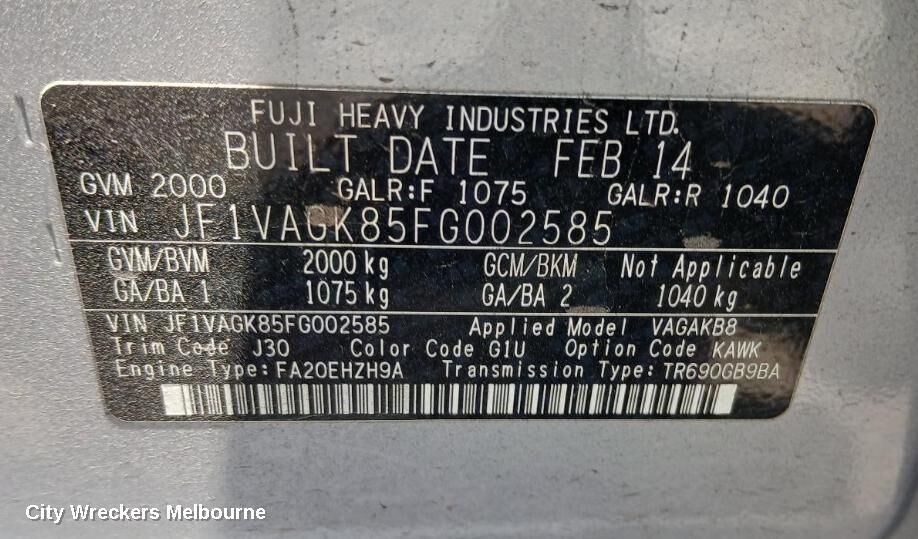 FUJI HEAVY INDUSTRIES LTD.
BUILT DATE FEB 14
GVM 2000 GALR:F 1075 GALR:R 1040
VIN JF1VAGK85FG002585
GVM/BVM 2000 kg GCM/BKM Not Applicable
GA/BA 1 1075 kg GA/BA 2 1040 kg
VIN JF1VAGK85FG002585 Applied Model VAGAKB8
Trim Code J30 Color Code G1U Option Code KAWK
Engine Type:FA20EHZH9A Transmission Type:TR690GB9BA
City Wreckers Melbourne